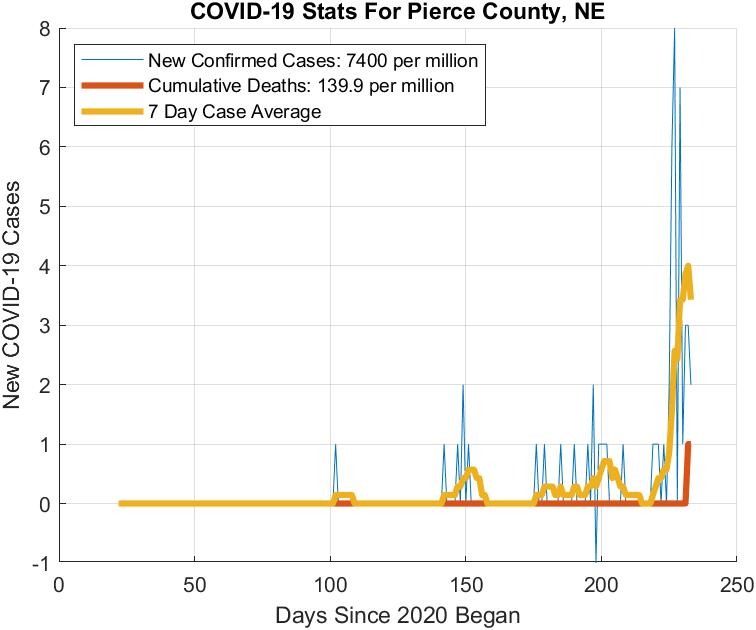 COVID-19 Stats For Pierce County, NE
New Confirmed Cases: 7400 per million
Cumulative Deaths: 139.9 per million
7 Day Case Average
8
7
6
5
4
3
2
1
0
-1
New COVID-19 Cases
0 50 100 150 200 250
Days Since 2020 Began